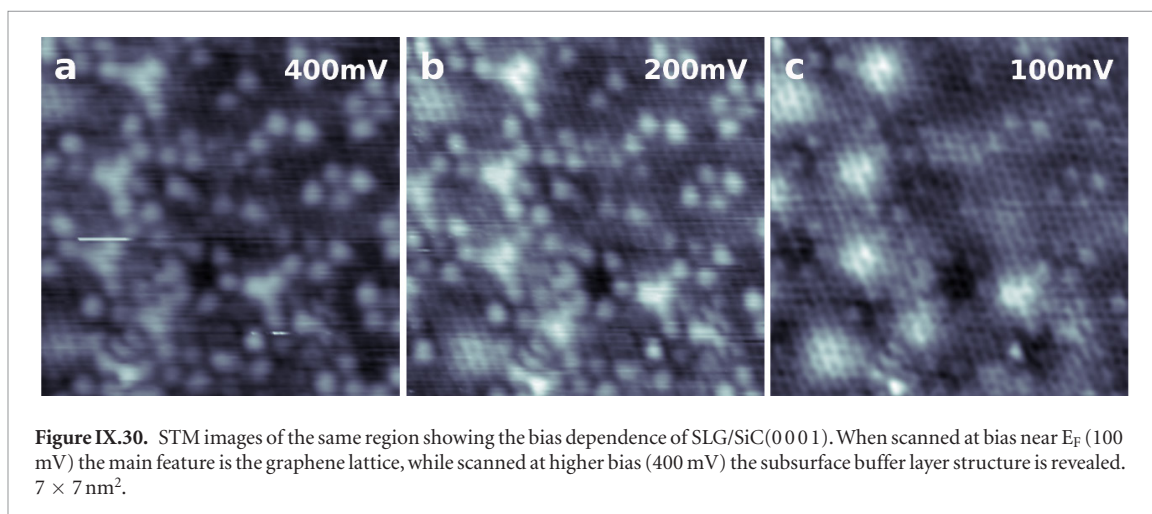 a 400mV b 200mV c 100mV
Figure IX.30. STM images of the same region showing the bias dependence of SLG/SiC(0 0 0 1). When scanned at bias near E_F (100
mV) the main feature is the graphene lattice, while scanned at higher bias (400 mV) the subsurface buffer layer structure is revealed.
7 × 7 nm².